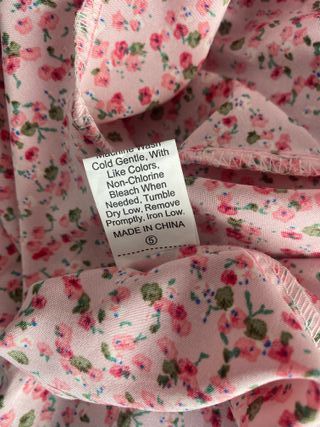 Machine Wash
Cold Gentle, With
Like Colors,
Non-Chlorine
Bleach When
Needed, Tumble
Dry Low. Remove
Promptly, Iron Low.
MADE IN CHINA
5